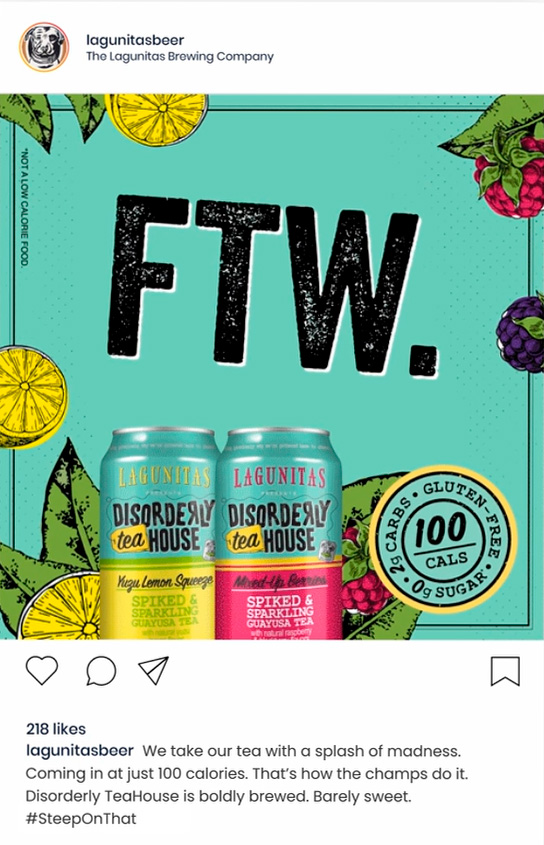 lagunitasbeer
The Lagunitas Brewing Company
*NOT A LOW CALORIE FOOD.
FTW.
LAGUNITAS
PRESENTS
DISORDERLY
tea HOUSE
Yuzu Lemon Squeeze
SPIKED &
SPARKLING
GUAYUSA TEA
LAGUNITAS
PRESENTS
DISORDERLY
tea HOUSE
Mixed-Up Berries
SPIKED &
SPARKLING
GUAYUSA TEA
with natural raspberry
2g CARBS • GLUTEN-FREE • 0g SUGAR •
100
CALS
218 likes
lagunitasbeer We take our tea with a splash of madness.
Coming in at just 100 calories. That’s how the champs do it.
Disorderly TeaHouse is boldly brewed. Barely sweet.
#SteepOnThat